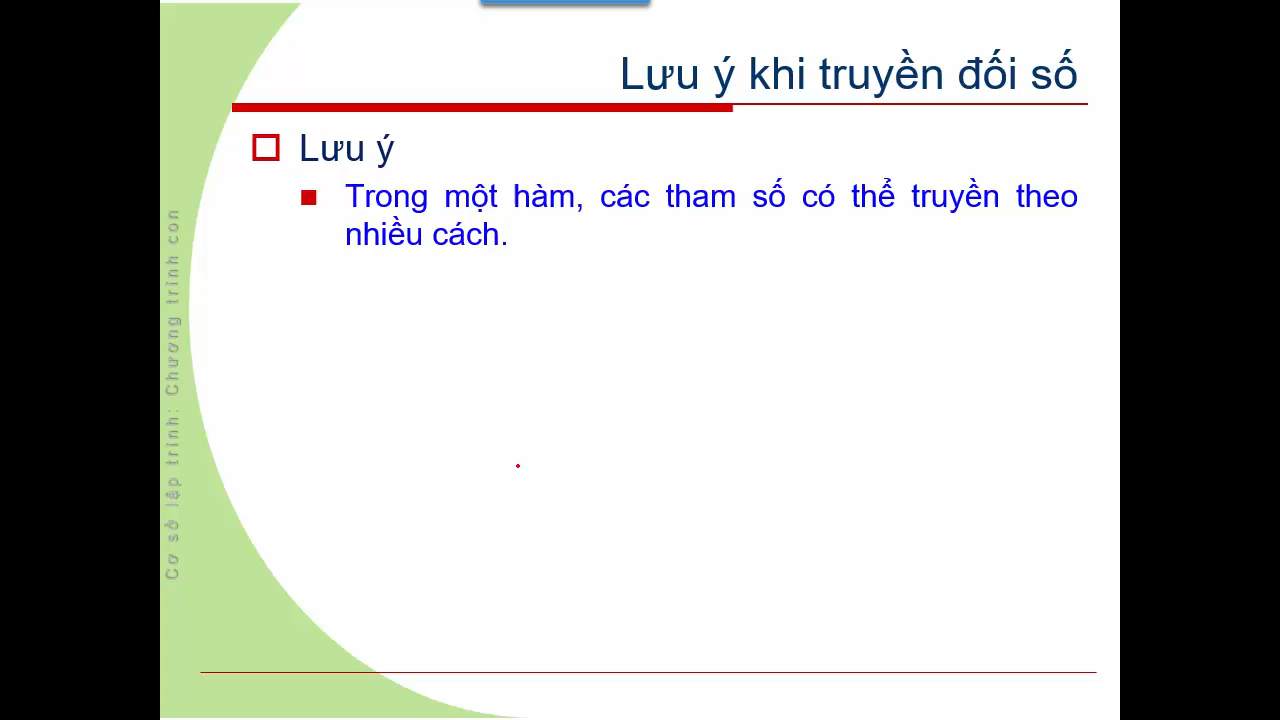 Lưu ý khi truyền đối số
Lưu ý
Trong một hàm, các tham số có thể truyền theo
nhiều cách.
Cơ sở lập trình: Chương trình con